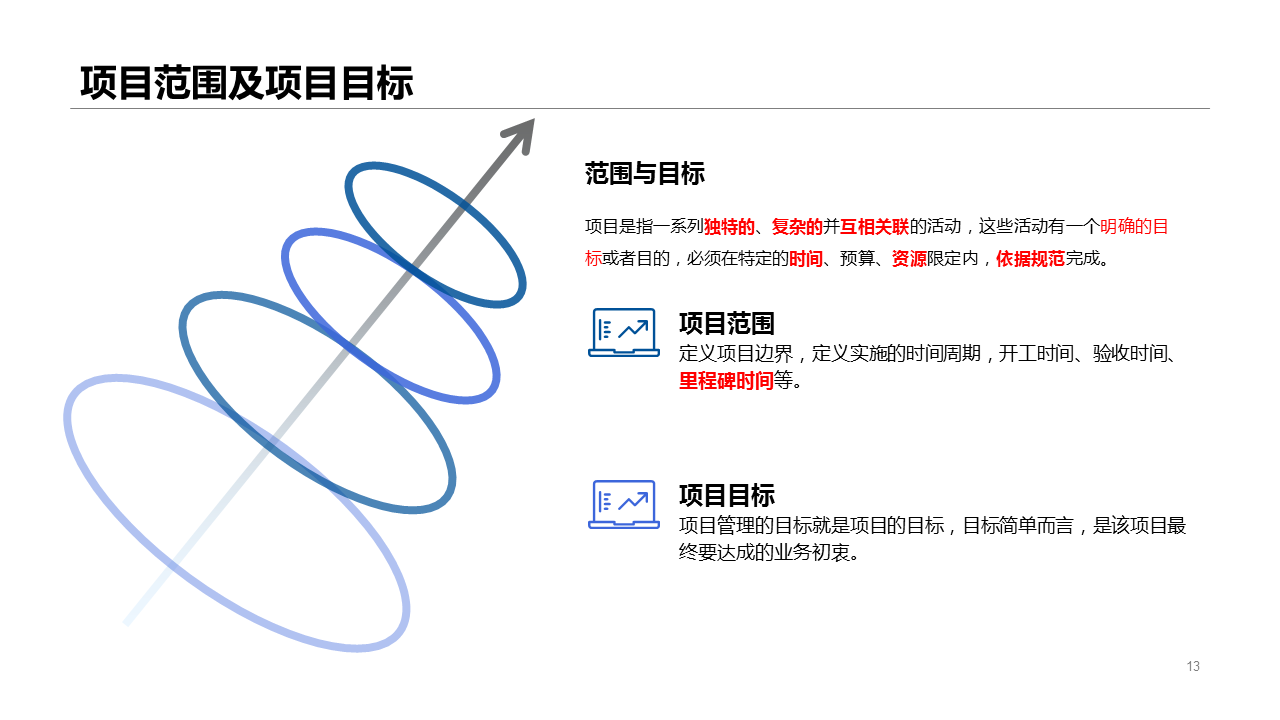 项目范围及项目目标
范围与目标
项目是指一系列独特的、复杂的并互相关联的活动，这些活动有一个明确的目
标或者目的，必须在特定的时间、预算、资源限定内，依据规范完成。
项目范围
定义项目边界，定义实施的时间周期，开工时间、验收时间、
里程碑时间等。
项目目标
项目管理的目标就是项目的目标，目标简单而言，是该项目最
终要达成的业务初衷。
13